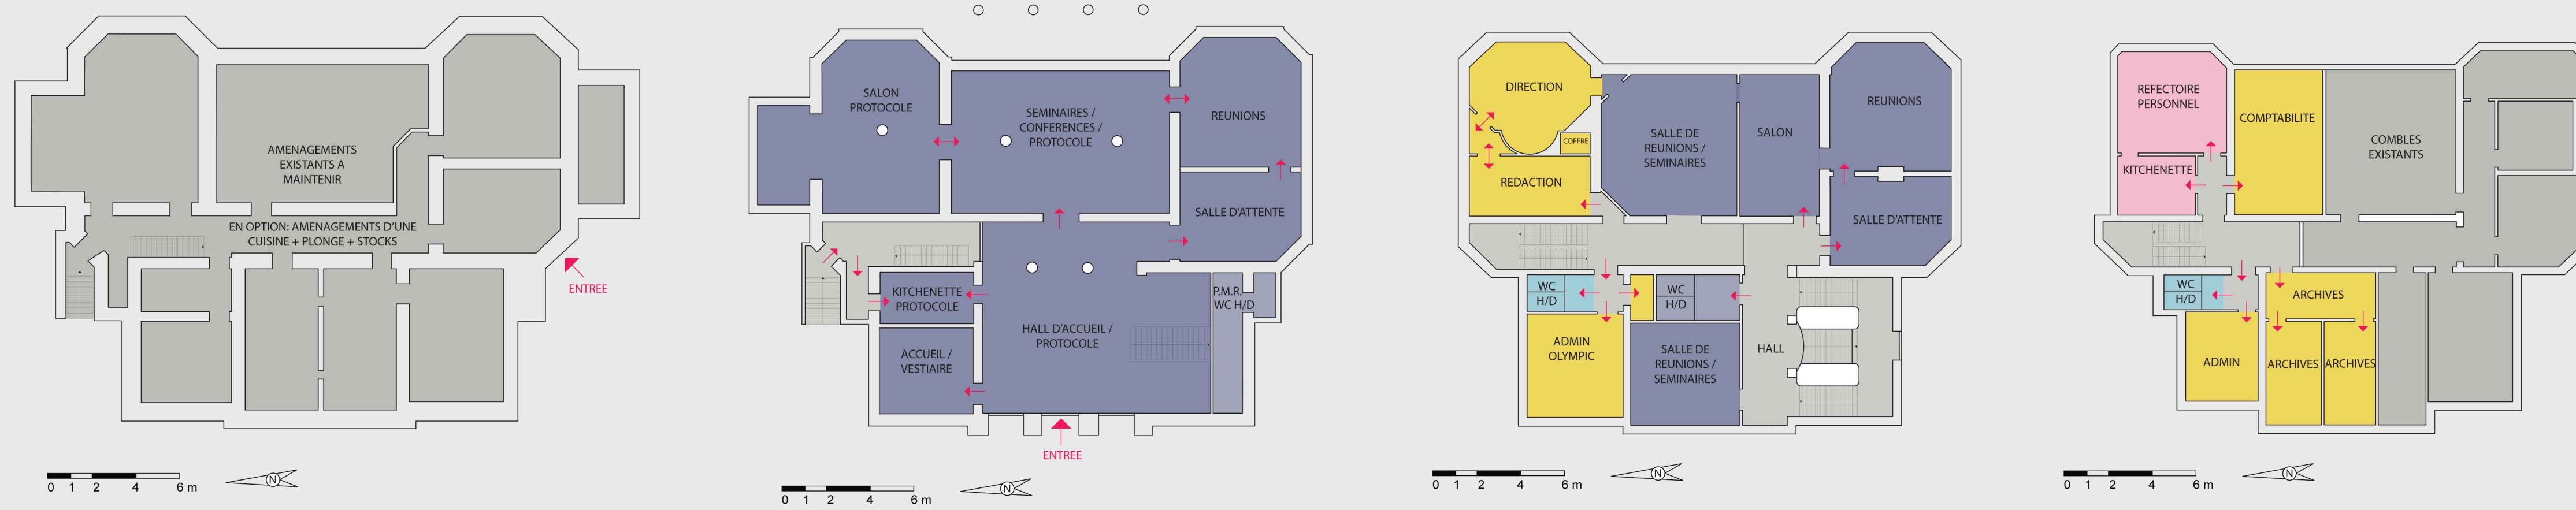 AMENAGEMENTS
EXISTANTS A
MAINTENIR
EN OPTION: AMENAGEMENTS D'UNE
CUISINE + PLONGE + STOCKS
ENTREE
0 1 2 4 6 m
N
SALON
PROTOCOLE
SEMINAIRES /
CONFERENCES /
PROTOCOLE
REUNIONS
SALLE D'ATTENTE
KITCHENETTE
PROTOCOLE
P.M.R.
WC H/D
HALL D'ACCUEIL /
PROTOCOLE
ACCUEIL /
VESTIAIRE
ENTREE
0 1 2 4 6 m
N
DIRECTION
COFFRE
REDACTION
SALLE DE
REUNIONS /
SEMINAIRES
SALON
REUNIONS
SALLE D'ATTENTE
WC
H/D
WC
H/D
ADMIN
OLYMPIC
SALLE DE
REUNIONS /
SEMINAIRES
HALL
0 1 2 4 6 m
N
REFECTOIRE
PERSONNEL
KITCHENETTE
COMPTABILITE
COMBLES
EXISTANTS
WC
H/D
ARCHIVES
ADMIN
ARCHIVES
ARCHIVES
0 1 2 4 6 m
N